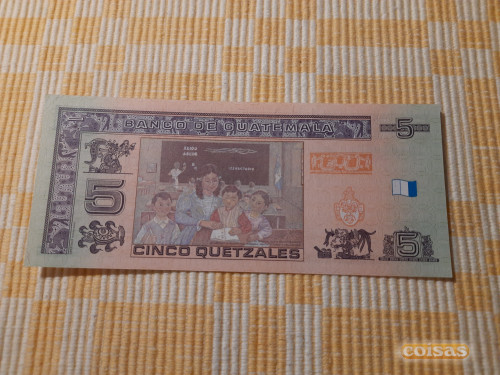 BANCO DE GUATEMALA
5
5
CINCO QUETZALES
5
coisas